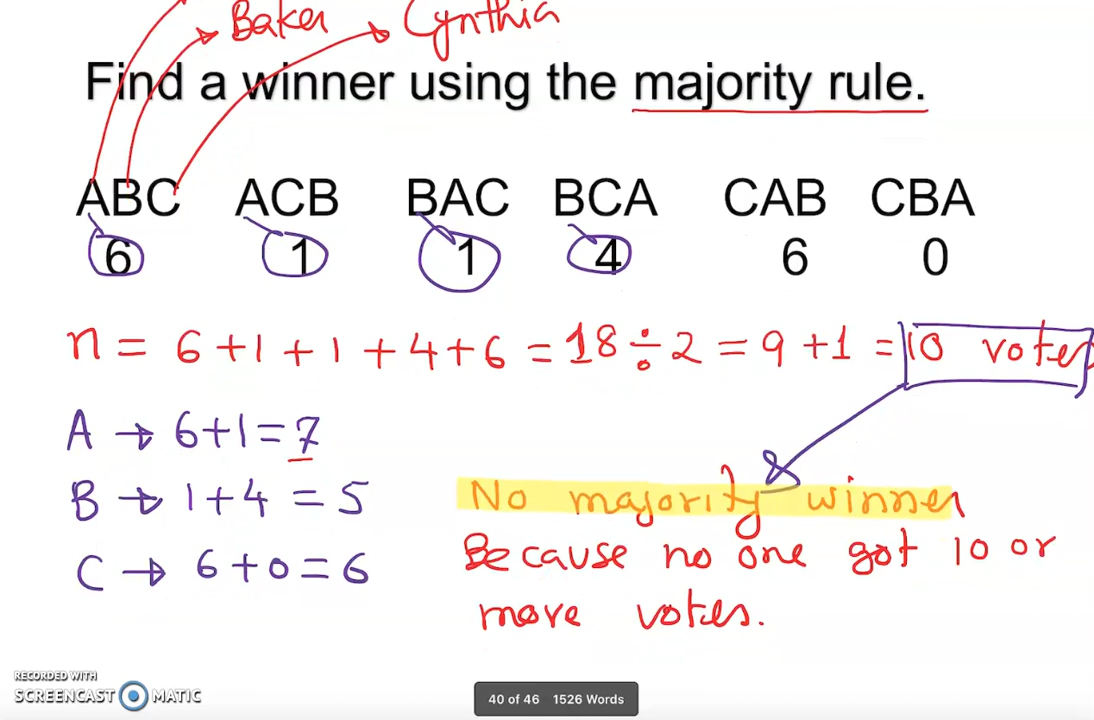 Baker Cynthia
Find a winner using the majority rule.
ABC ACB BAC BCA CAB CBA
6 1 1 4 6 0
n = 6 +1 + 1 + 4 + 6 = 18 ÷ 2 = 9 +1 = 10 votes
A → 6+1 = 7
B → 1+4 = 5
No majority winner
C → 6+0 = 6
Because no one got 10 or
more votes.
RECORDED WITH
SCREENCAST MATIC
40 of 46 1526 Words